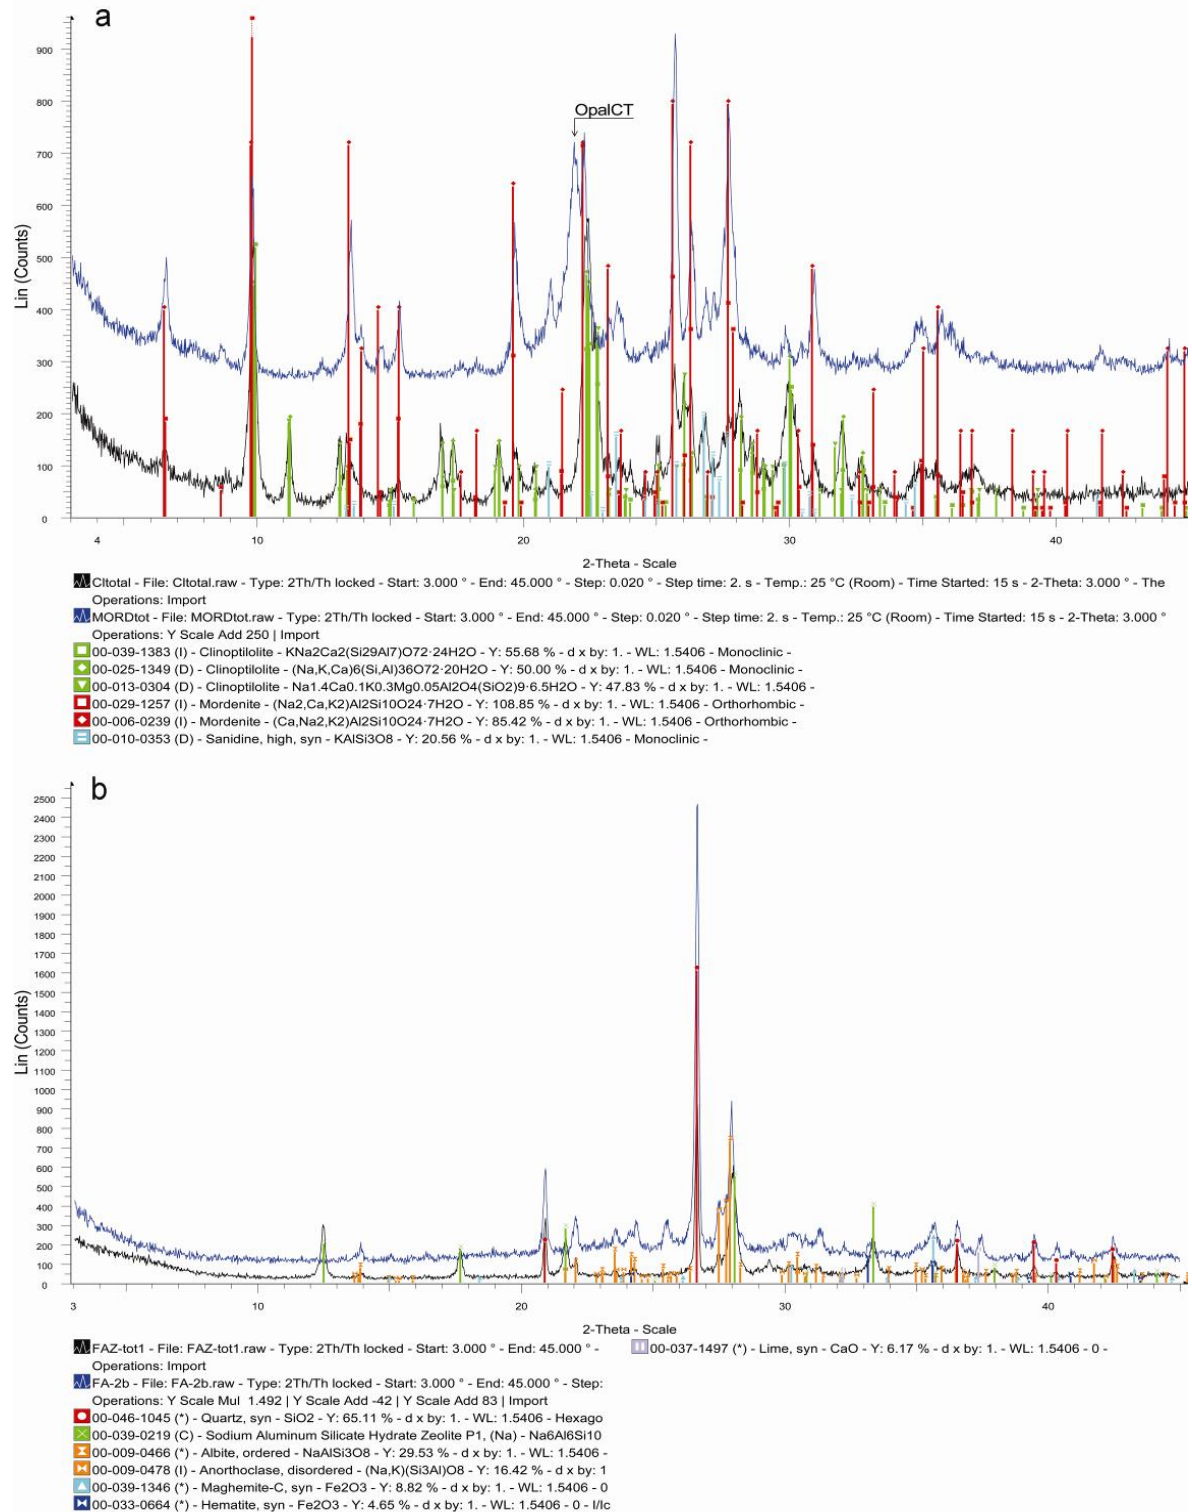 a
900
800
OpalCT
700
600
500
400
300
200
100
0
Lin (Counts)
4 10 20 30 40
2-Theta - Scale
Cltotal - File: Cltotal.raw - Type: 2Th/Th locked - Start: 3.000 ° - End: 45.000 ° - Step: 0.020 ° - Step time: 2. s - Temp.: 25 °C (Room) - Time Started: 15 s - 2-Theta: 3.000 ° - The
Operations: Import
MORDtot - File: MORDtot.raw - Type: 2Th/Th locked - Start: 3.000 ° - End: 45.000 ° - Step: 0.020 ° - Step time: 2. s - Temp.: 25 °C (Room) - Time Started: 15 s - 2-Theta: 3.000 °
Operations: Y Scale Add 250 | Import
00-039-1383 (I) - Clinoptilolite - KNa2Ca2(Si29Al7)O72·24H2O - Y: 55.68 % - d x by: 1. - WL: 1.5406 - Monoclinic -
00-025-1349 (D) - Clinoptilolite - (Na,K,Ca)6(Si,Al)36O72·20H2O - Y: 50.00 % - d x by: 1. - WL: 1.5406 - Monoclinic -
00-013-0304 (D) - Clinoptilolite - Na1.4Ca0.1K0.3Mg0.05Al2O4(SiO2)9·6.5H2O - Y: 47.83 % - d x by: 1. - WL: 1.5406 -
00-029-1257 (I) - Mordenite - (Na2,Ca,K2)Al2Si10O24·7H2O - Y: 108.85 % - d x by: 1. - WL: 1.5406 - Orthorhombic -
00-006-0239 (I) - Mordenite - (Ca,Na2,K2)Al2Si10O24·7H2O - Y: 85.42 % - d x by: 1. - WL: 1.5406 - Orthorhombic -
00-010-0353 (D) - Sanidine, high, syn - KAlSi3O8 - Y: 20.56 % - d x by: 1. - WL: 1.5406 - Monoclinic -
b
2500
2400
2300
2200
2100
2000
1900
1800
1700
1600
1500
1400
1300
1200
1100
1000
900
800
700
600
500
400
300
200
100
0
Lin (Counts)
3 10 20 30 40
2-Theta - Scale
FAZ-tot1 - File: FAZ-tot1.raw - Type: 2Th/Th locked - Start: 3.000 ° - End: 45.000 ° - 00-037-1497 (*) - Lime, syn - CaO - Y: 6.17 % - d x by: 1. - WL: 1.5406 - 0 -
Operations: Import
FA-2b - File: FA-2b.raw - Type: 2Th/Th locked - Start: 3.000 ° - End: 45.000 ° - Step:
Operations: Y Scale Mul 1.492 | Y Scale Add -42 | Y Scale Add 83 | Import
00-046-1045 (*) - Quartz, syn - SiO2 - Y: 65.11 % - d x by: 1. - WL: 1.5406 - Hexago
00-039-0219 (C) - Sodium Aluminum Silicate Hydrate Zeolite P1, (Na) - Na6Al6Si10
00-009-0466 (*) - Albite, ordered - NaAlSi3O8 - Y: 29.53 % - d x by: 1. - WL: 1.5406 -
00-009-0478 (I) - Anorthoclase, disordered - (Na,K)(Si3Al)O8 - Y: 16.42 % - d x by: 1
00-039-1346 (*) - Maghemite-C, syn - Fe2O3 - Y: 8.82 % - d x by: 1. - WL: 1.5406 - 0
00-033-0664 (*) - Hematite, syn - Fe2O3 - Y: 4.65 % - d x by: 1. - WL: 1.5406 - 0 - I/Ic